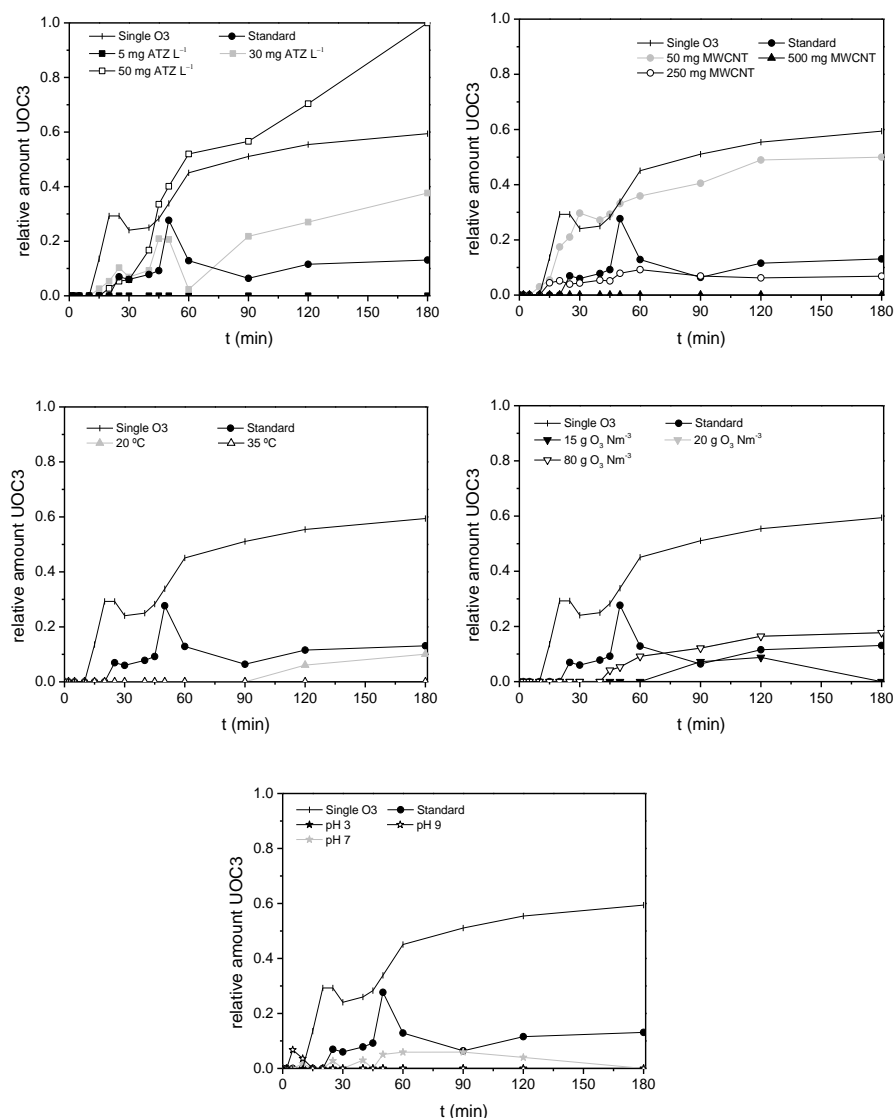 Single O3 Standard
5 mg ATZ L⁻¹ 30 mg ATZ L⁻¹
50 mg ATZ L⁻¹
relative amount UOC3
1.0
0.8
0.6
0.4
0.2
0.0
0 30 60 90 120 150 180
t (min)
Single O3 Standard
50 mg MWCNT 500 mg MWCNT
250 mg MWCNT
relative amount UOC3
1.0
0.8
0.6
0.4
0.2
0.0
0 30 60 90 120 150 180
t (min)
Single O3 Standard
20 ºC 35 ºC
relative amount UOC3
1.0
0.8
0.6
0.4
0.2
0.0
0 30 60 90 120 150 180
t (min)
Single O3 Standard
15 g O₃ Nm⁻³ 20 g O₃ Nm⁻³
80 g O₃ Nm⁻³
relative amount UOC3
1.0
0.8
0.6
0.4
0.2
0.0
0 30 60 90 120 150 180
t (min)
Single O3 Standard
pH 3 pH 9
pH 7
relative amount UOC3
1.0
0.8
0.6
0.4
0.2
0.0
0 30 60 90 120 150 180
t (min)